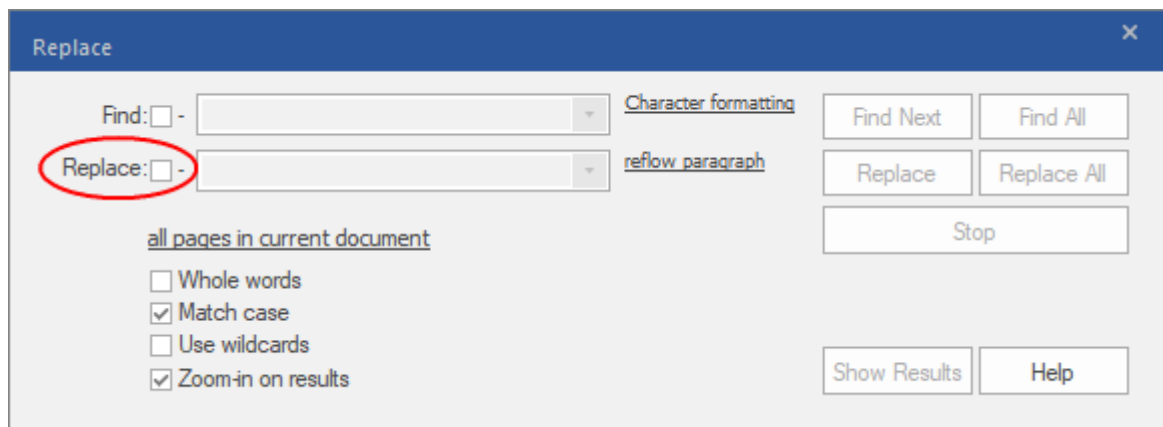 Replace
Find: - Character formatting Find Next Find All
Replace: - reflow paragraph Replace Replace All
all pages in current document Stop
Whole words
Match case
Use wildcards
Zoom-in on results Show Results Help